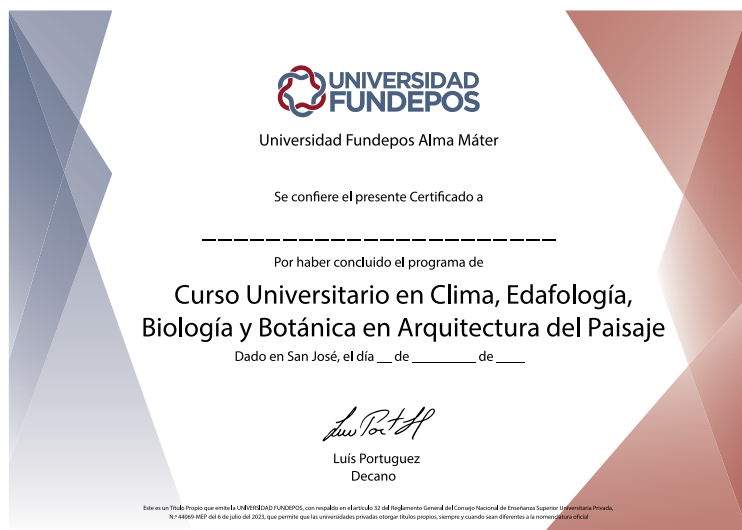 UNIVERSIDAD
FUNDEPOS
Universidad Fundepos Alma Máter
Se confiere el presente Certificado a
______________________
Por haber concluido el programa de
Curso Universitario en Clima, Edafología,
Biología y Botánica en Arquitectura del Paisaje
Dado en San José, el día __ de ________ de ____
Luís Portuguez
Decano
Este es un Título Propio que emite la UNIVERSIDAD FUNDEPOS, con respaldo en el artículo 32 del Reglamento General del Consejo Nacional de Enseñanza Superior Universitaria Privada,
N.º 44069-MEP del 6 de julio del 2023, que permite que las universidades privadas otorgar títulos propios, siempre y cuando sean diferentes a la nomenclatura oficial